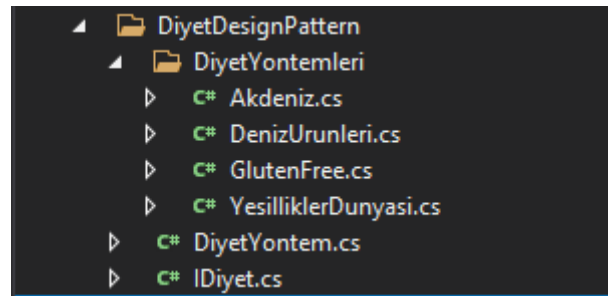 DiyetDesignPattern
DiyetYontemleri
C# Akdeniz.cs
C# DenizUrunleri.cs
C# GlutenFree.cs
C# YesilliklerDunyasi.cs
C# DiyetYontem.cs
C# IDiyet.cs